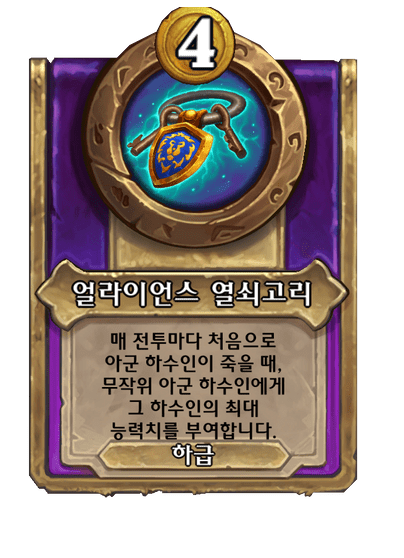 4
얼라이언스 열쇠고리
매 전투마다 처음으로
아군 하수인이 죽을 때,
무작위 아군 하수인에게
그 하수인의 최대
능력치를 부여합니다.
하급